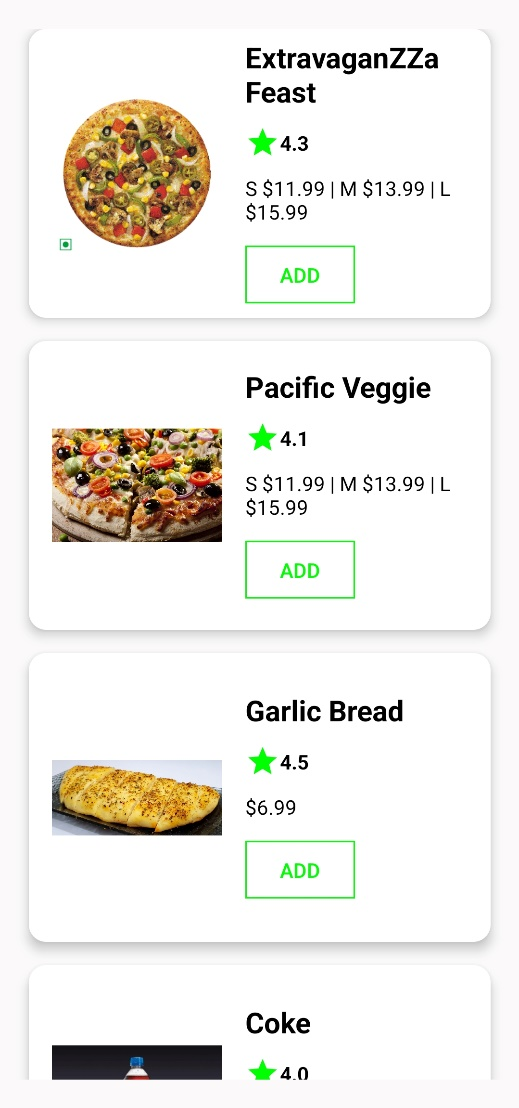 ExtravaganZZa
Feast
4.3
S $11.99 | M $13.99 | L
$15.99
ADD
Pacific Veggie
4.1
S $11.99 | M $13.99 | L
$15.99
ADD
Garlic Bread
4.5
$6.99
ADD
Coke
4.0